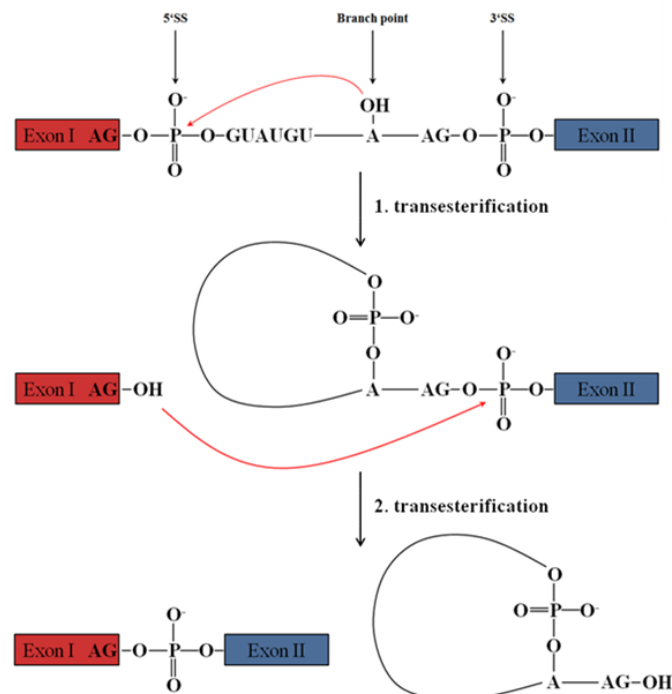 5'SS Branch point 3'SS
O- OH O-
Exon I AG-O-P-O-GUAUGU A AG-O-P-O-Exon II
O O
1. transesterification
O
O=P-O-
O O-
Exon I AG-OH A AG-O-P-O-Exon II
O
2. transesterification
O
O- O=P-O-
Exon I AG-O-P-O-Exon II O
O A AG-OH